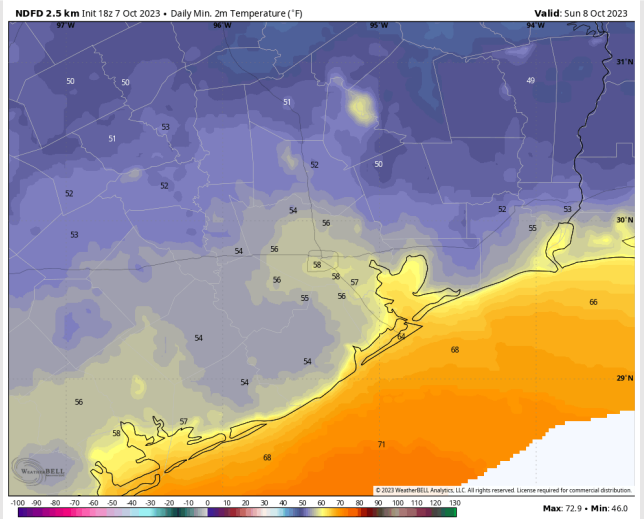 NDFD 2.5 km Init 18z 7 Oct 2023 • Daily Min. 2m Temperature (°F) Valid: Sun 8 Oct 2023
97°W 96°W 95°W 94°W
31°N
50 50 49
51
53
51
52 50
52
52
54 52 53
56 55 30°N
53
54 56
58
58
56 57
55 56
66
54 64
68
54
29°N
54
56
57
58
71
68
WEATHERBELL
© 2023 WeatherBELL Analytics, LLC. All rights reserved. License required for commercial distribution.
-100 -90 -80 -70 -60 -50 -40 -30 -20 -10 0 10 20 30 40 50 60 70 80 90 100 110 120 130
Max: 72.9 • Min: 46.0